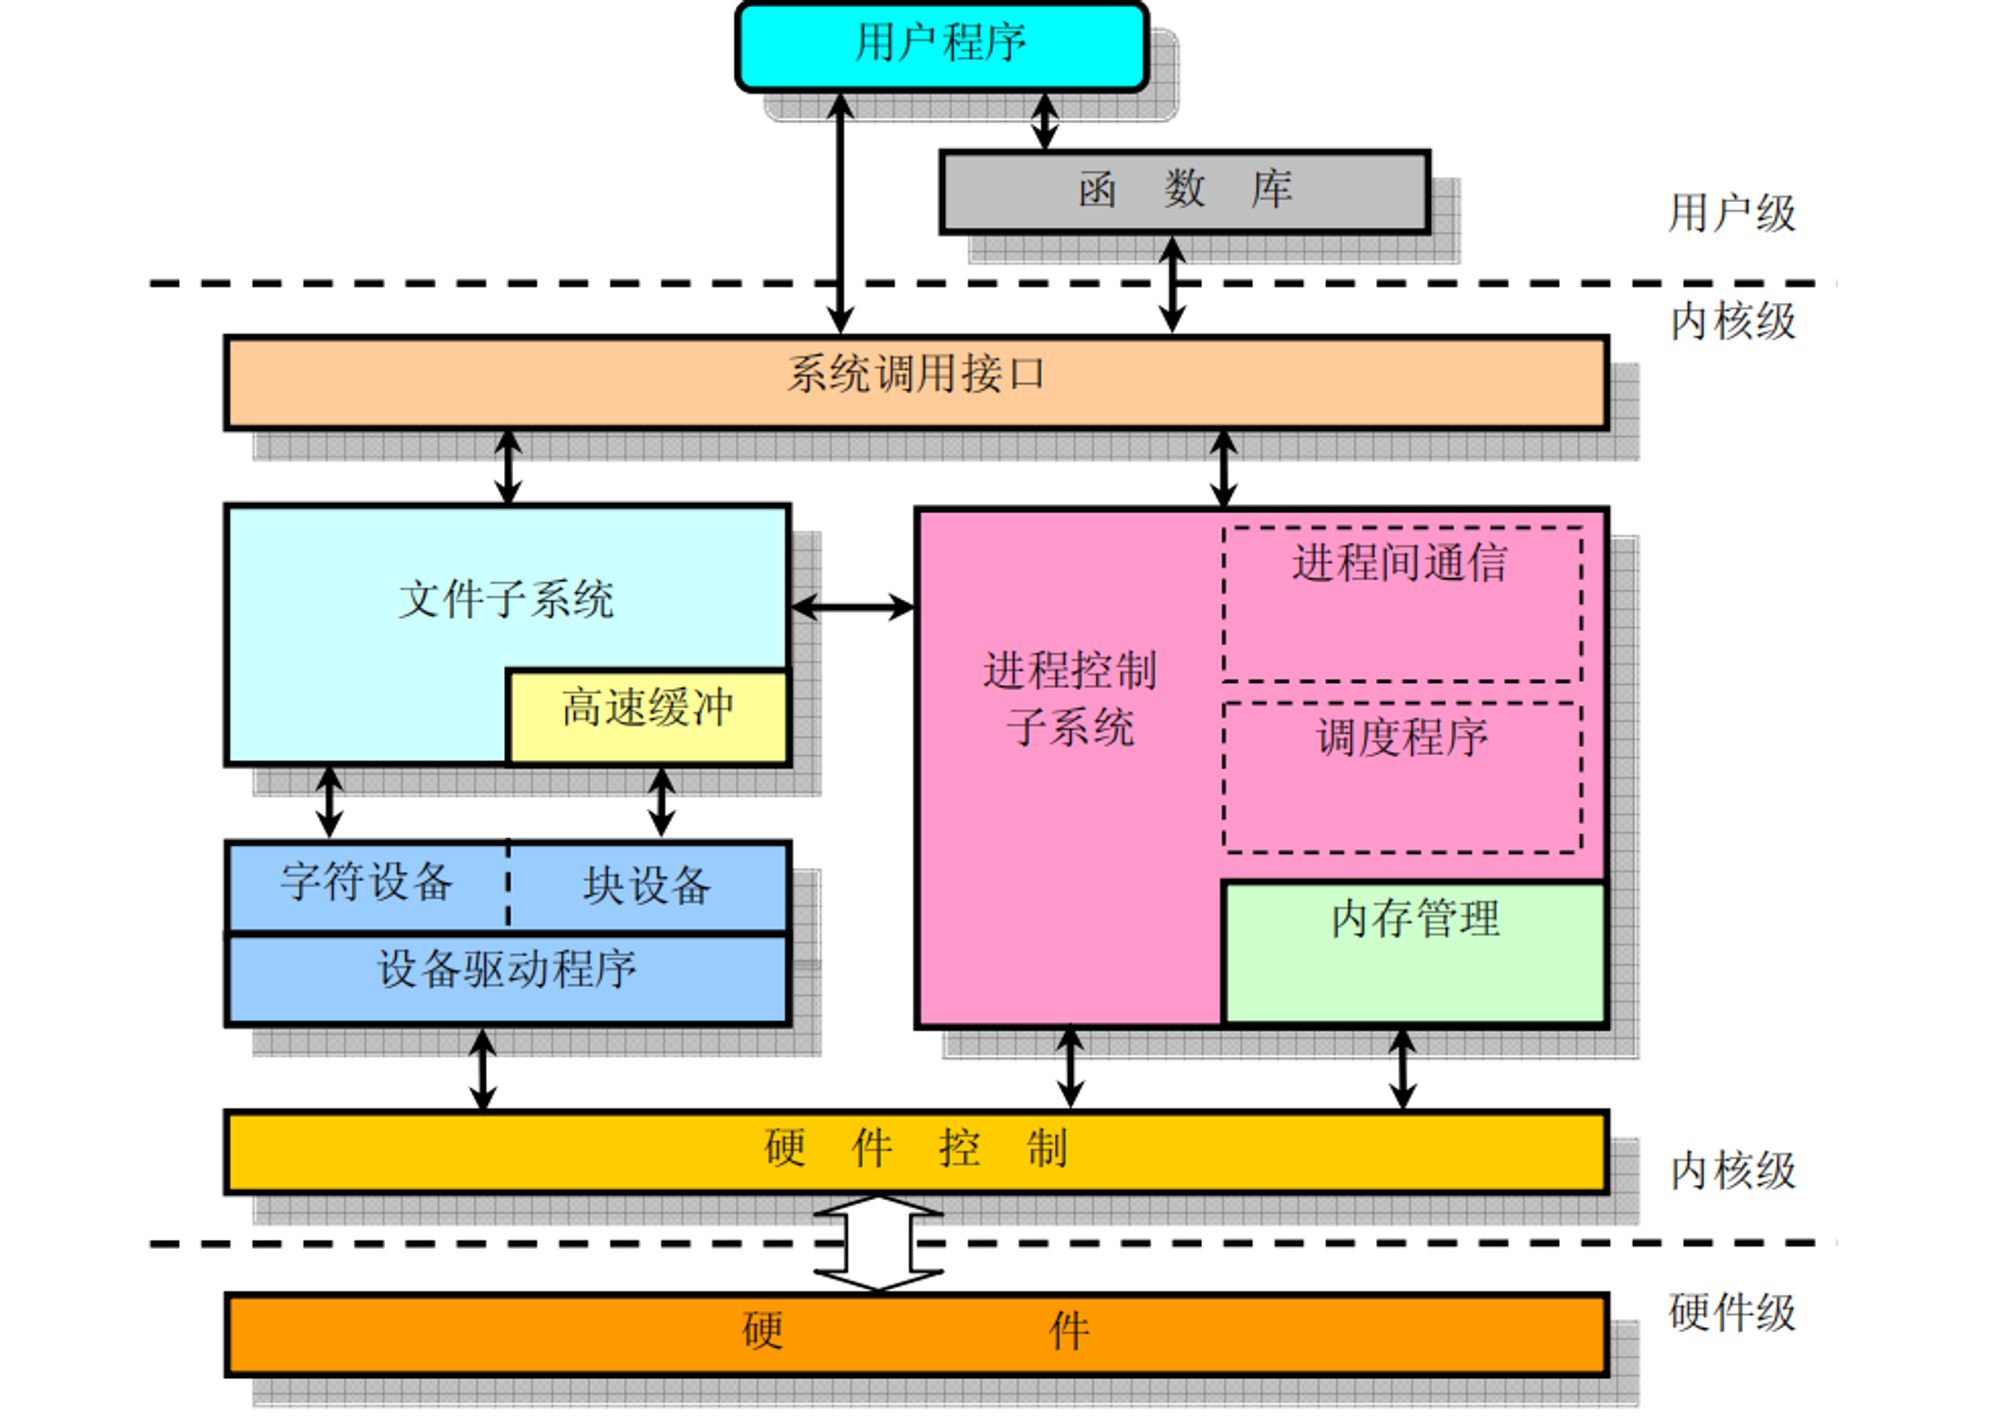 用户程序
函 数 库
用户级
内核级
系统调用接口
文件子系统
高速缓冲
进程控制
子系统
进程间通信
调度程序
内存管理
字符设备
块设备
设备驱动程序
硬 件 控 制
内核级
硬 件
硬件级